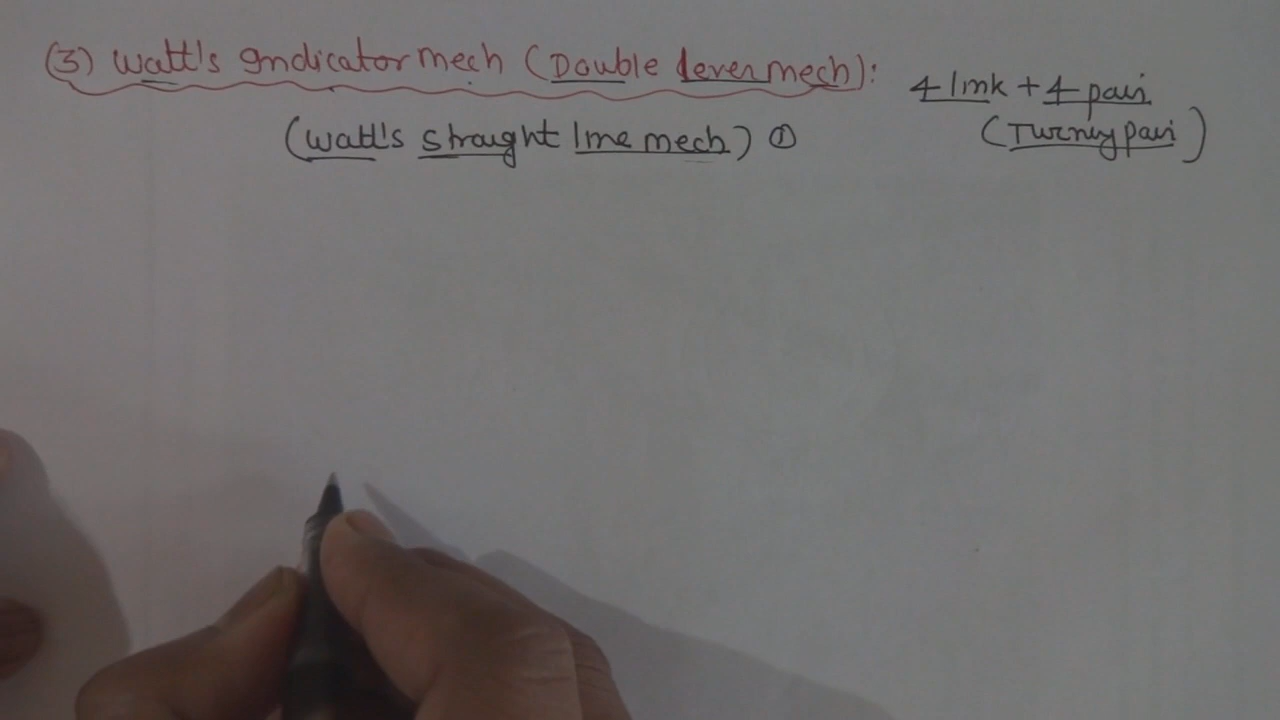 (3) Watt's Indicator mech (Double lever mech):
4 link + 4 pair
(Watt's straight line mech) ①
(Turning pair)